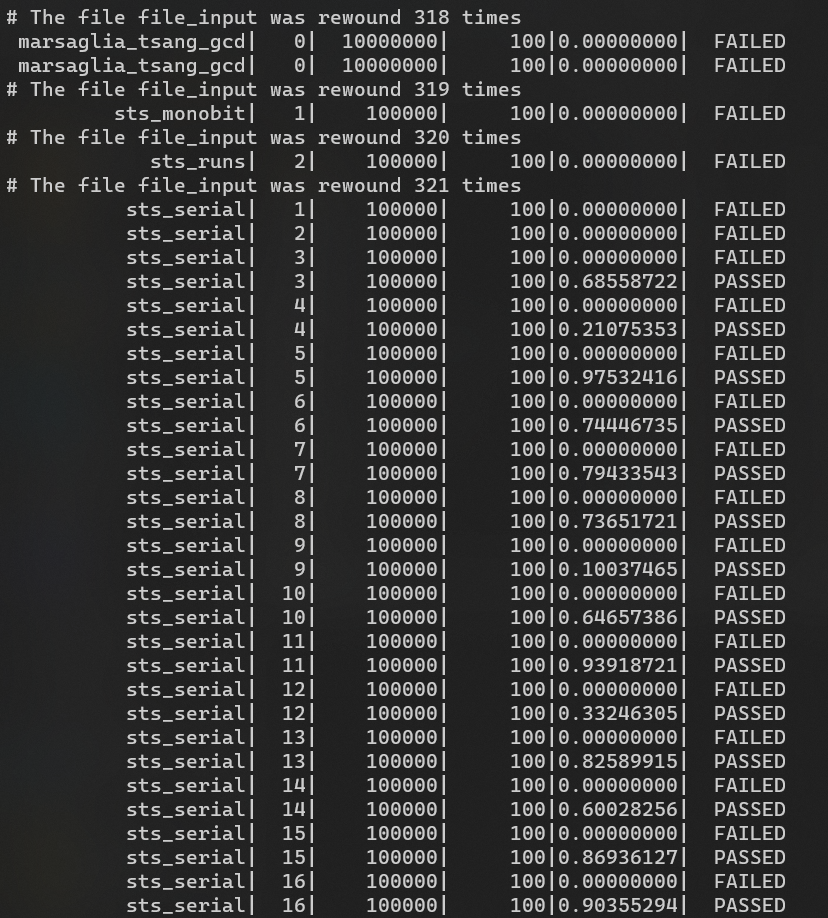 # The file file_input was rewound 318 times
marsaglia_tsang_gcd|   0|  10000000|     100|0.00000000|  FAILED
marsaglia_tsang_gcd|   0|  10000000|     100|0.00000000|  FAILED
# The file file_input was rewound 319 times
sts_monobit|   1|    100000|     100|0.00000000|  FAILED
# The file file_input was rewound 320 times
sts_runs|   2|    100000|     100|0.00000000|  FAILED
# The file file_input was rewound 321 times
sts_serial|   1|    100000|     100|0.00000000|  FAILED
sts_serial|   2|    100000|     100|0.00000000|  FAILED
sts_serial|   3|    100000|     100|0.00000000|  FAILED
sts_serial|   3|    100000|     100|0.68558722|  PASSED
sts_serial|   4|    100000|     100|0.00000000|  FAILED
sts_serial|   4|    100000|     100|0.21075353|  PASSED
sts_serial|   5|    100000|     100|0.00000000|  FAILED
sts_serial|   5|    100000|     100|0.97532416|  PASSED
sts_serial|   6|    100000|     100|0.00000000|  FAILED
sts_serial|   6|    100000|     100|0.74446735|  PASSED
sts_serial|   7|    100000|     100|0.00000000|  FAILED
sts_serial|   7|    100000|     100|0.79433543|  PASSED
sts_serial|   8|    100000|     100|0.00000000|  FAILED
sts_serial|   8|    100000|     100|0.73651721|  PASSED
sts_serial|   9|    100000|     100|0.00000000|  FAILED
sts_serial|   9|    100000|     100|0.10037465|  PASSED
sts_serial|  10|    100000|     100|0.00000000|  FAILED
sts_serial|  10|    100000|     100|0.64657386|  PASSED
sts_serial|  11|    100000|     100|0.00000000|  FAILED
sts_serial|  11|    100000|     100|0.93918721|  PASSED
sts_serial|  12|    100000|     100|0.00000000|  FAILED
sts_serial|  12|    100000|     100|0.33246305|  PASSED
sts_serial|  13|    100000|     100|0.00000000|  FAILED
sts_serial|  13|    100000|     100|0.82589915|  PASSED
sts_serial|  14|    100000|     100|0.00000000|  FAILED
sts_serial|  14|    100000|     100|0.60028256|  PASSED
sts_serial|  15|    100000|     100|0.00000000|  FAILED
sts_serial|  15|    100000|     100|0.86936127|  PASSED
sts_serial|  16|    100000|     100|0.00000000|  FAILED
sts_serial|  16|    100000|     100|0.90355294|  PASSED